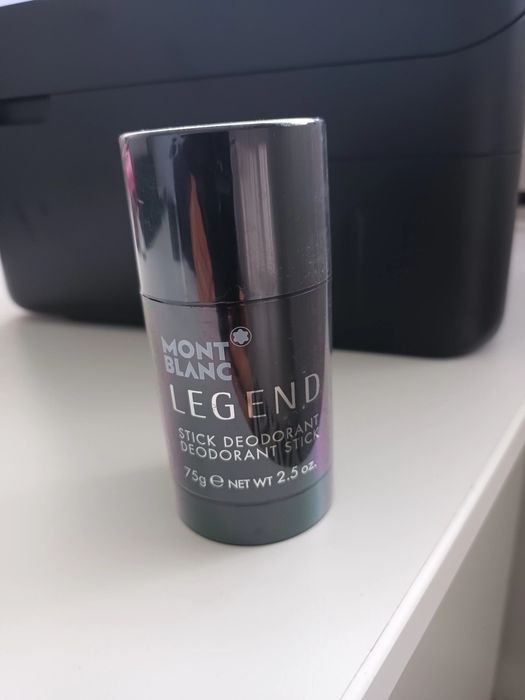 MONT
BLANC
LEGEND
STICK DEODORANT
DEODORANT STICK
75g ℮ NET WT 2.5 oz.